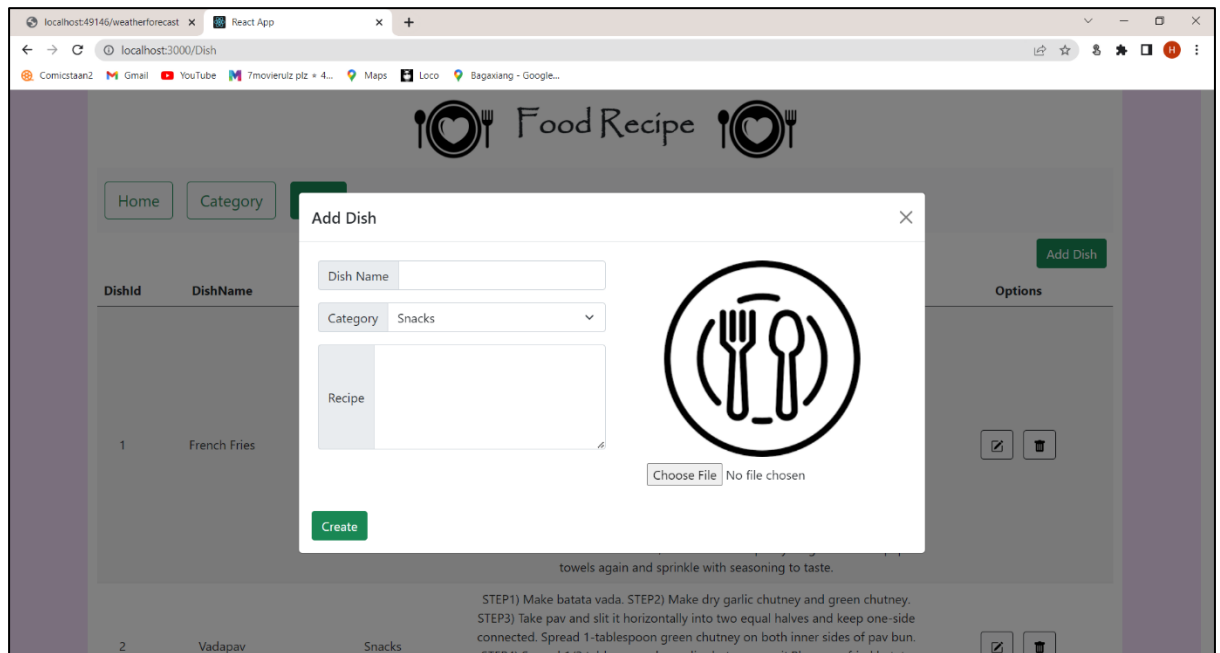 localhost:49146/weatherforecast
React App
localhost:3000/Dish
H
Comicstaan2 Gmail YouTube 7movierulz plz * 4... Maps Loco Bagaxiang - Google...
Food Recipe
Home Category
Add Dish
Add Dish
Dish Name
DishId DishName Options
Category Snacks
Recipe
1 French Fries
Choose File No file chosen
Create
towels again and sprinkle with seasoning to taste.
STEP1) Make batata vada. STEP2) Make dry garlic chutney and green chutney.
STEP3) Take pav and slit it horizontally into two equal halves and keep one-side
2 Vadapav Snacks connected. Spread 1-tablespoon green chutney on both inner sides of pav bun.